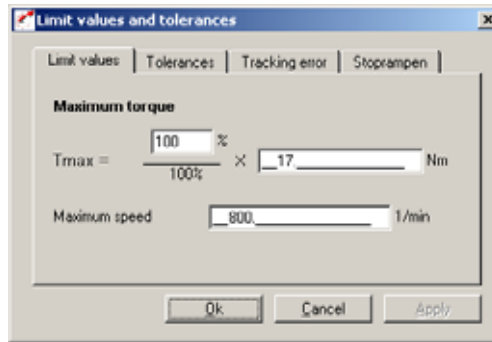 Limit values and tolerances
Limit values Tolerances Tracking error Stoprampen
Maximum torque
Tmax = 100 % 100% × __17.____________ Nm
Maximum speed __800.______________ 1/min
Ok Cancel Apply